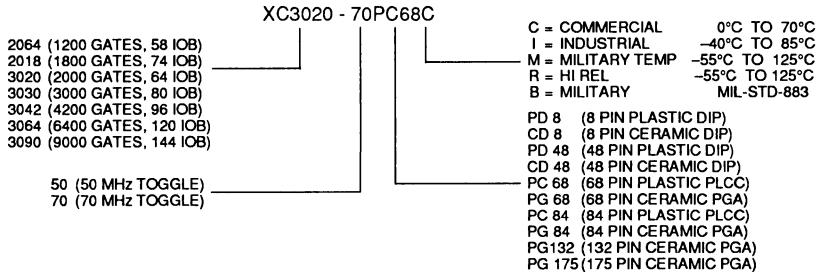 XC3020 - 70PC68C
2064 (1200 GATES, 58 IOB)
2018 (1800 GATES, 74 IOB)
3020 (2000 GATES, 64 IOB)
3030 (3000 GATES, 80 IOB)
3042 (4200 GATES, 96 IOB)
3064 (6400 GATES, 120 IOB)
3090 (9000 GATES, 144 IOB)
50 (50 MHz TOGGLE)
70 (70 MHz TOGGLE)
C = COMMERCIAL 0°C TO 70°C
I = INDUSTRIAL –40°C TO 85°C
M = MILITARY TEMP –55°C TO 125°C
R = HI REL –55°C TO 125°C
B = MILITARY MIL-STD-883
PD 8 (8 PIN PLASTIC DIP)
CD 8 (8 PIN CERAMIC DIP)
PD 48 (48 PIN PLASTIC DIP)
CD 48 (48 PIN CERAMIC DIP)
PC 68 (68 PIN PLASTIC PLCC)
PG 68 (68 PIN CERAMIC PGA)
PC 84 (84 PIN PLASTIC PLCC)
PG 84 (84 PIN CERAMIC PGA)
PG132 (132 PIN CERAMIC PGA)
PG 175 (175 PIN CERAMIC PGA)